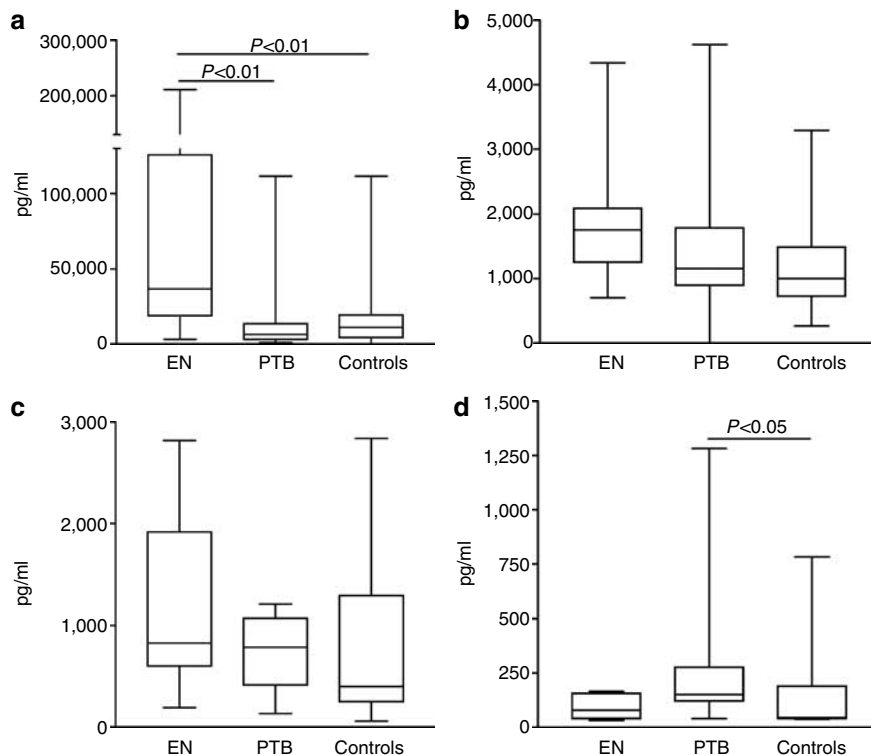 a
300,000
P<0.01
P<0.01
200,000
100,000
50,000
0
pg/ml
EN PTB Controls
b
5,000
4,000
3,000
2,000
1,000
0
pg/ml
EN PTB Controls
c
3,000
2,000
1,000
0
pg/ml
EN PTB Controls
d
1,500
P<0.05
1,250
1,000
750
500
250
0
pg/ml
EN PTB Controls